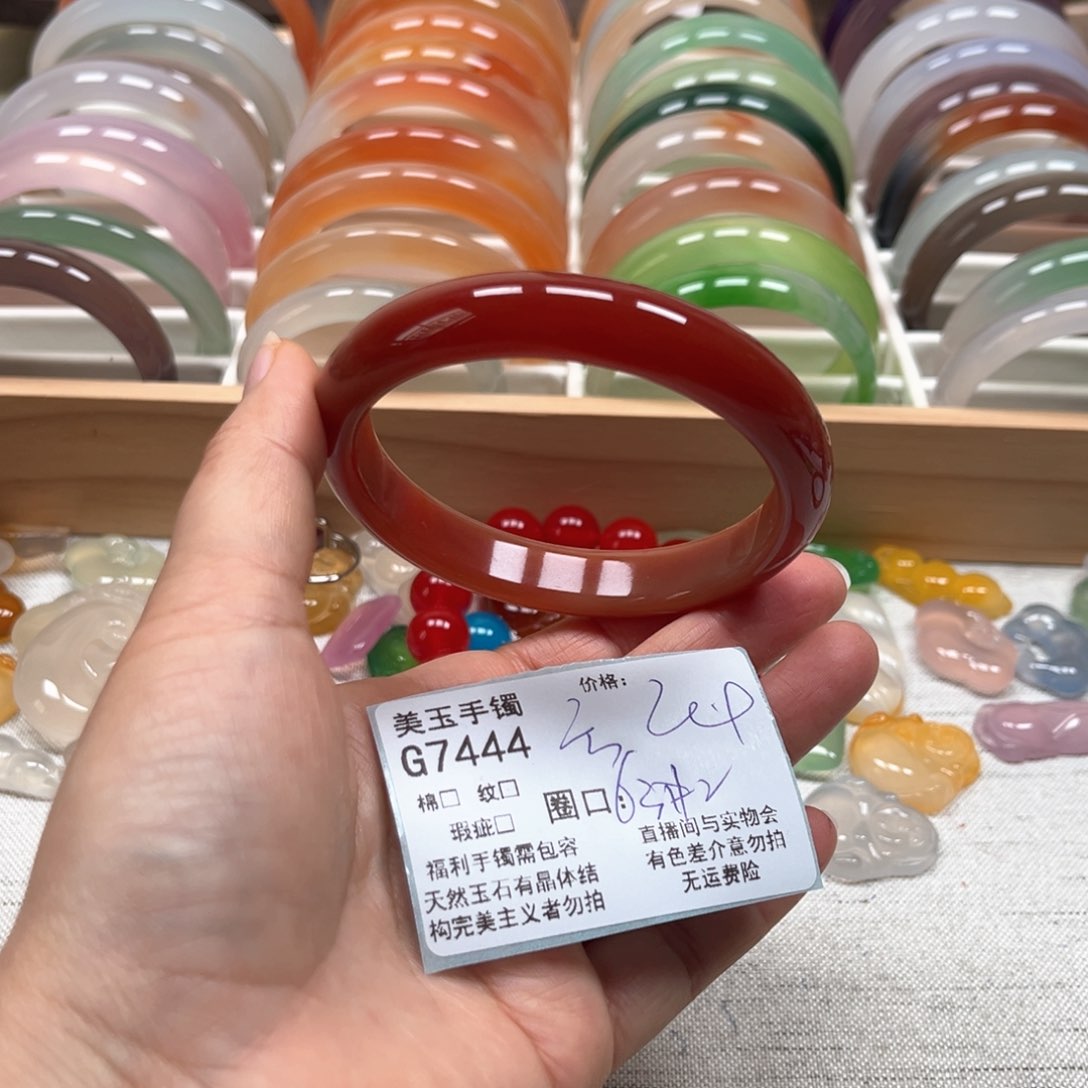 美玉手镯
G7444
价格:
棉□ 纹□
圈口:
瑕疵□
福利手镯需包容
天然玉石有晶体结
构完美主义者勿拍
直播间与实物会
有色差介意勿拍
无运费险